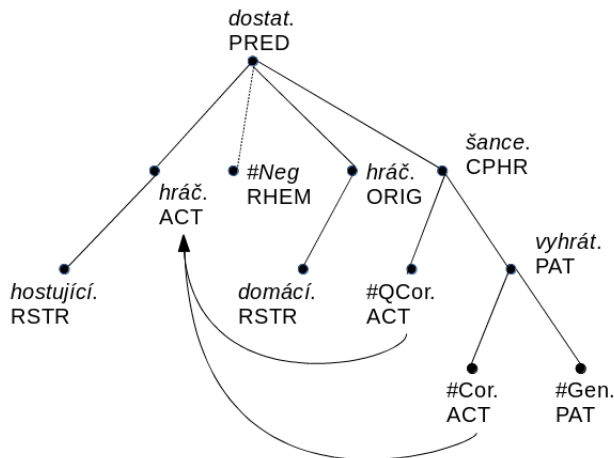 dostat.
PRED
šance.
CPHR
#Neg
RHEM
hráč.
ORIG
hráč.
ACT
vyhrát.
PAT
hostující.
RSTR
domácí.
RSTR
#QCor.
ACT
#Cor.
ACT
#Gen.
PAT